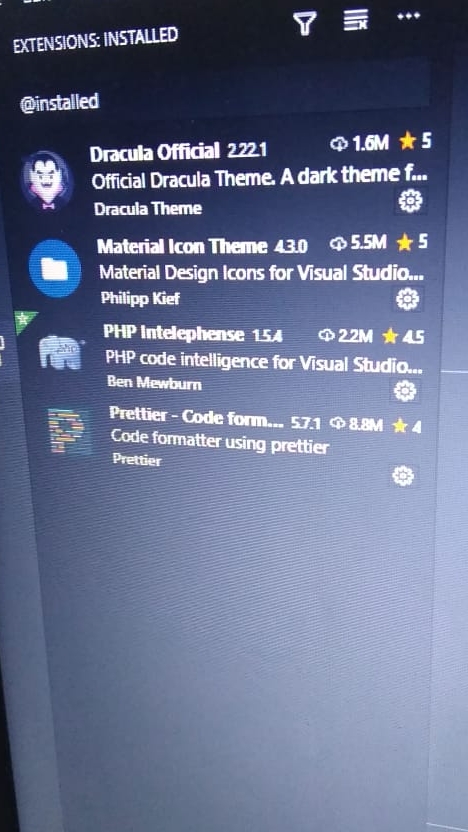 EXTENSIONS: INSTALLED
@installed
Dracula Official 2.22.1 1.6M 5
Official Dracula Theme. A dark theme f...
Dracula Theme
Material Icon Theme 4.3.0 5.5M 5
Material Design Icons for Visual Studio...
Philipp Kief
PHP Intelephense 1.5.4 2.2M 4.5
PHP code intelligence for Visual Studio...
Ben Mewburn
Prettier - Code form... 5.7.1 8.8M 4
Code formatter using prettier
Prettier